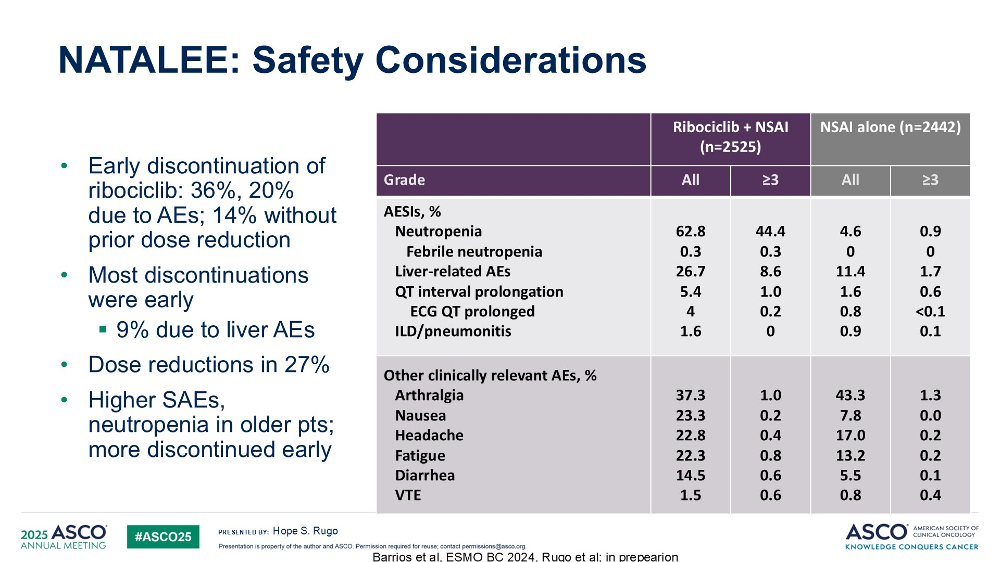 NATALEE: Safety Considerations
• Early discontinuation of
ribociclib: 36%, 20%
due to AEs; 14% without
prior dose reduction
• Most discontinuations
were early
▪ 9% due to liver AEs
• Dose reductions in 27%
• Higher SAEs,
neutropenia in older pts;
more discontinued early
Ribociclib + NSAI NSAI alone (n=2442)
(n=2525)
Grade All ≥3 All ≥3
AESIs, %
Neutropenia 62.8 44.4 4.6 0.9
Febrile neutropenia 0.3 0.3 0 0
Liver-related AEs 26.7 8.6 11.4 1.7
QT interval prolongation 5.4 1.0 1.6 0.6
ECG QT prolonged 4 0.2 0.8 <0.1
ILD/pneumonitis 1.6 0 0.9 0.1
Other clinically relevant AEs, %
Arthralgia 37.3 1.0 43.3 1.3
Nausea 23.3 0.2 7.8 0.0
Headache 22.8 0.4 17.0 0.2
Fatigue 22.3 0.8 13.2 0.2
Diarrhea 14.5 0.6 5.5 0.1
VTE 1.5 0.6 0.8 0.4
2025 ASCO
ANNUAL MEETING
#ASCO25
PRESENTED BY: Hope S. Rugo
Presentation is property of the author and ASCO. Permission required for reuse; contact permissions@asco.org.
ASCO AMERICAN SOCIETY OF
CLINICAL ONCOLOGY
KNOWLEDGE CONQUERS CANCER
Barrios et al, ESMO BC 2024, Rugo et al; in prepearion